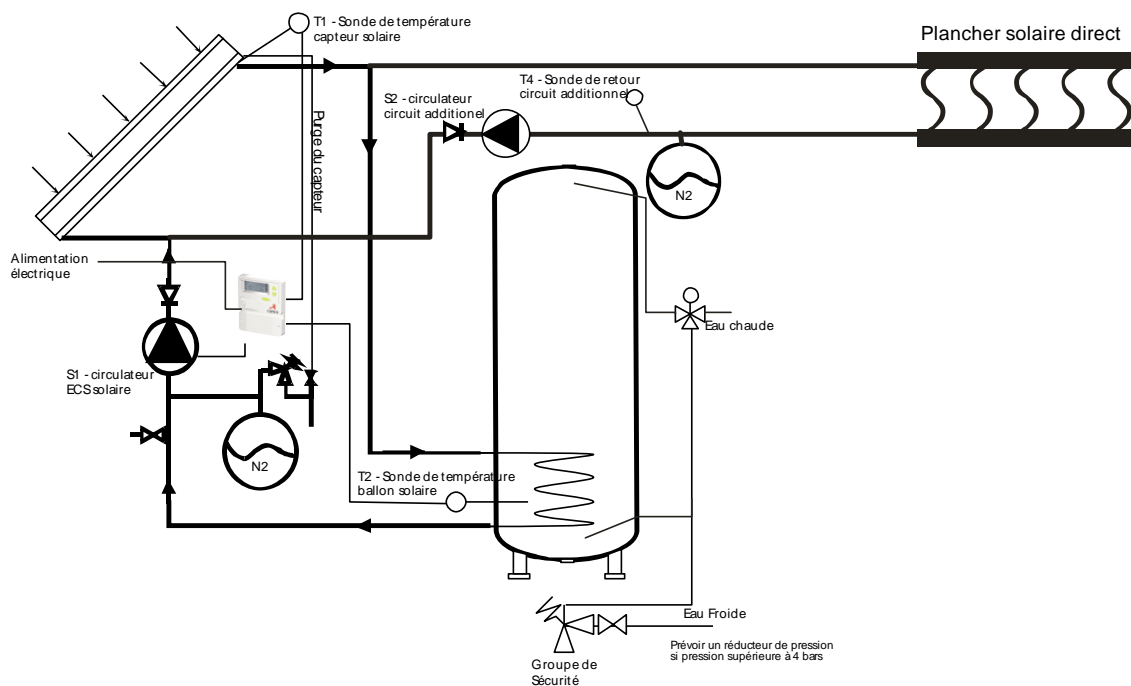 T1 - Sonde de température
capteur solaire
Plancher solaire direct
T4 - Sonde de retour
circuit additionnel
S2 - circulateur
circuit additionel
Purge du capteur
N2
Alimentation
électrique
Eau chaude
S1 - circulateur
ECS solaire
N2
T2 - Sonde de température
ballon solaire
Eau Froide
Prévoir un réducteur de pression
si pression supérieure à 4 bars
Groupe de
Sécurité